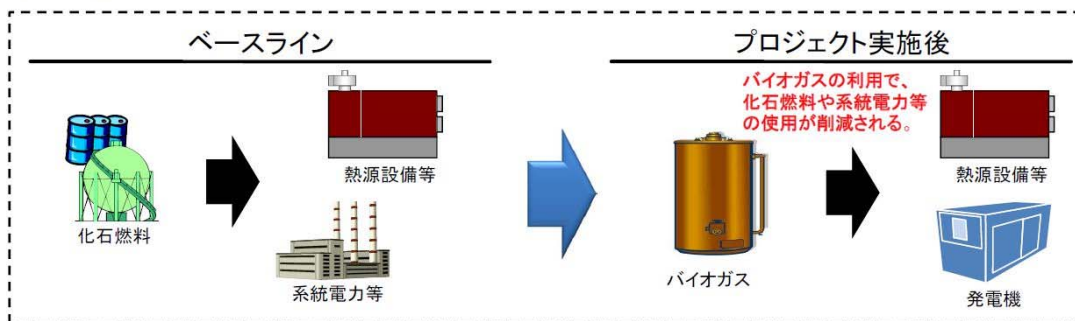 ベースライン
化石燃料
熱源設備等
系統電力等
プロジェクト実施後
バイオガスの利用で、
化石燃料や系統電力等
の使用が削減される。
バイオガス
熱源設備等
発電機